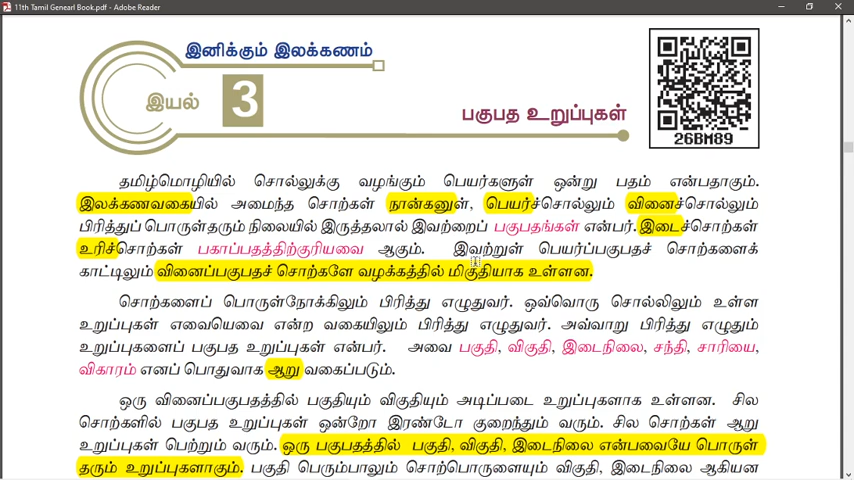 11th Tamil Genearl Book.pdf - Adobe Reader
இனிக்கும் இலக்கணம்
இயல் 3
பகுபத உறுப்புகள்
26BM89
தமிழ்மொழியில் சொல்லுக்கு வழங்கும் பெயர்களுள் ஒன்று பதம் என்பதாகும்.
இலக்கணவகையில் அமைந்த சொற்கள் நான்கனுள், பெயர்ச்சொல்லும் வினைச்சொல்லும்
பிரித்துப் பொருள்தரும் நிலையில் இருத்தலால் இவற்றைப் பகுபதங்கள் என்பர். இடைச்சொற்கள்
உரிச்சொற்கள் பகாப்பதத்திற்குரியவை ஆகும். இவற்றுள் பெயர்ப்பகுபதச் சொற்களைக்
காட்டிலும் வினைப்பகுபதச் சொற்களே வழக்கத்தில் மிகுதியாக உள்ளன.
சொற்களைப் பொருள்நோக்கிலும் பிரித்து எழுதுவர். ஒவ்வொரு சொல்லிலும் உள்ள
உறுப்புகள் எவையெவை என்ற வகையிலும் பிரித்து எழுதுவர். அவ்வாறு பிரித்து எழுதும்
உறுப்புகளைப் பகுபத உறுப்புகள் என்பர். அவை பகுதி, விகுதி, இடைநிலை, சந்தி, சாரியை,
விகாரம் எனப் பொதுவாக ஆறு வகைப்படும்.
ஒரு வினைப்பகுபதத்தில் பகுதியும் விகுதியும் அடிப்படை உறுப்புகளாக உள்ளன. சில
சொற்களில் பகுபத உறுப்புகள் ஒன்றோ இரண்டோ குறைந்தும் வரும். சில சொற்கள் ஆறு
உறுப்புகள் பெற்றும் வரும். ஒரு பகுபதத்தில் பகுதி, விகுதி, இடைநிலை என்பவையே பொருள்
தரும் உறுப்புகளாகும். பகுதி பெரும்பாலும் சொற்பொருளையும் விகுதி, இடைநிலை ஆகியன